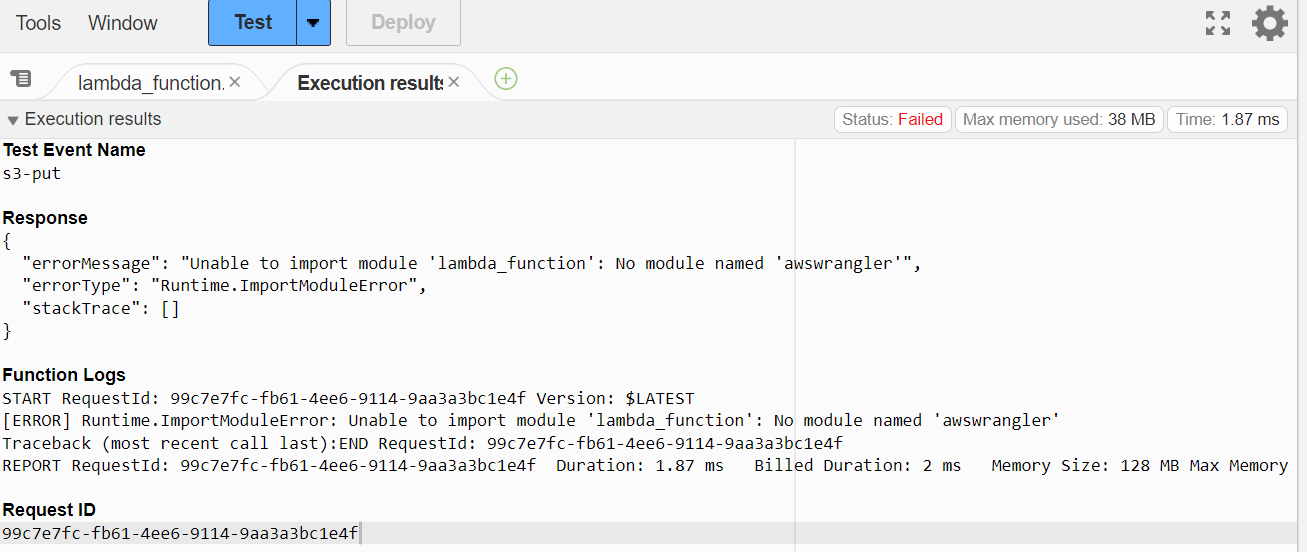 Tools Window Test Deploy
lambda_function. Execution results
Execution results Status: Failed Max memory used: 38 MB Time: 1.87 ms
Test Event Name
s3-put
Response
{
  "errorMessage": "Unable to import module 'lambda_function': No module named 'awswrangler'",
  "errorType": "Runtime.ImportModuleError",
  "stackTrace": []
}
Function Logs
START RequestId: 99c7e7fc-fb61-4ee6-9114-9aa3a3bc1e4f Version: $LATEST
[ERROR] Runtime.ImportModuleError: Unable to import module 'lambda_function': No module named 'awswrangler'
Traceback (most recent call last):END RequestId: 99c7e7fc-fb61-4ee6-9114-9aa3a3bc1e4f
REPORT RequestId: 99c7e7fc-fb61-4ee6-9114-9aa3a3bc1e4f  Duration: 1.87 ms   Billed Duration: 2 ms   Memory Size: 128 MB Max Memory
Request ID
99c7e7fc-fb61-4ee6-9114-9aa3a3bc1e4f